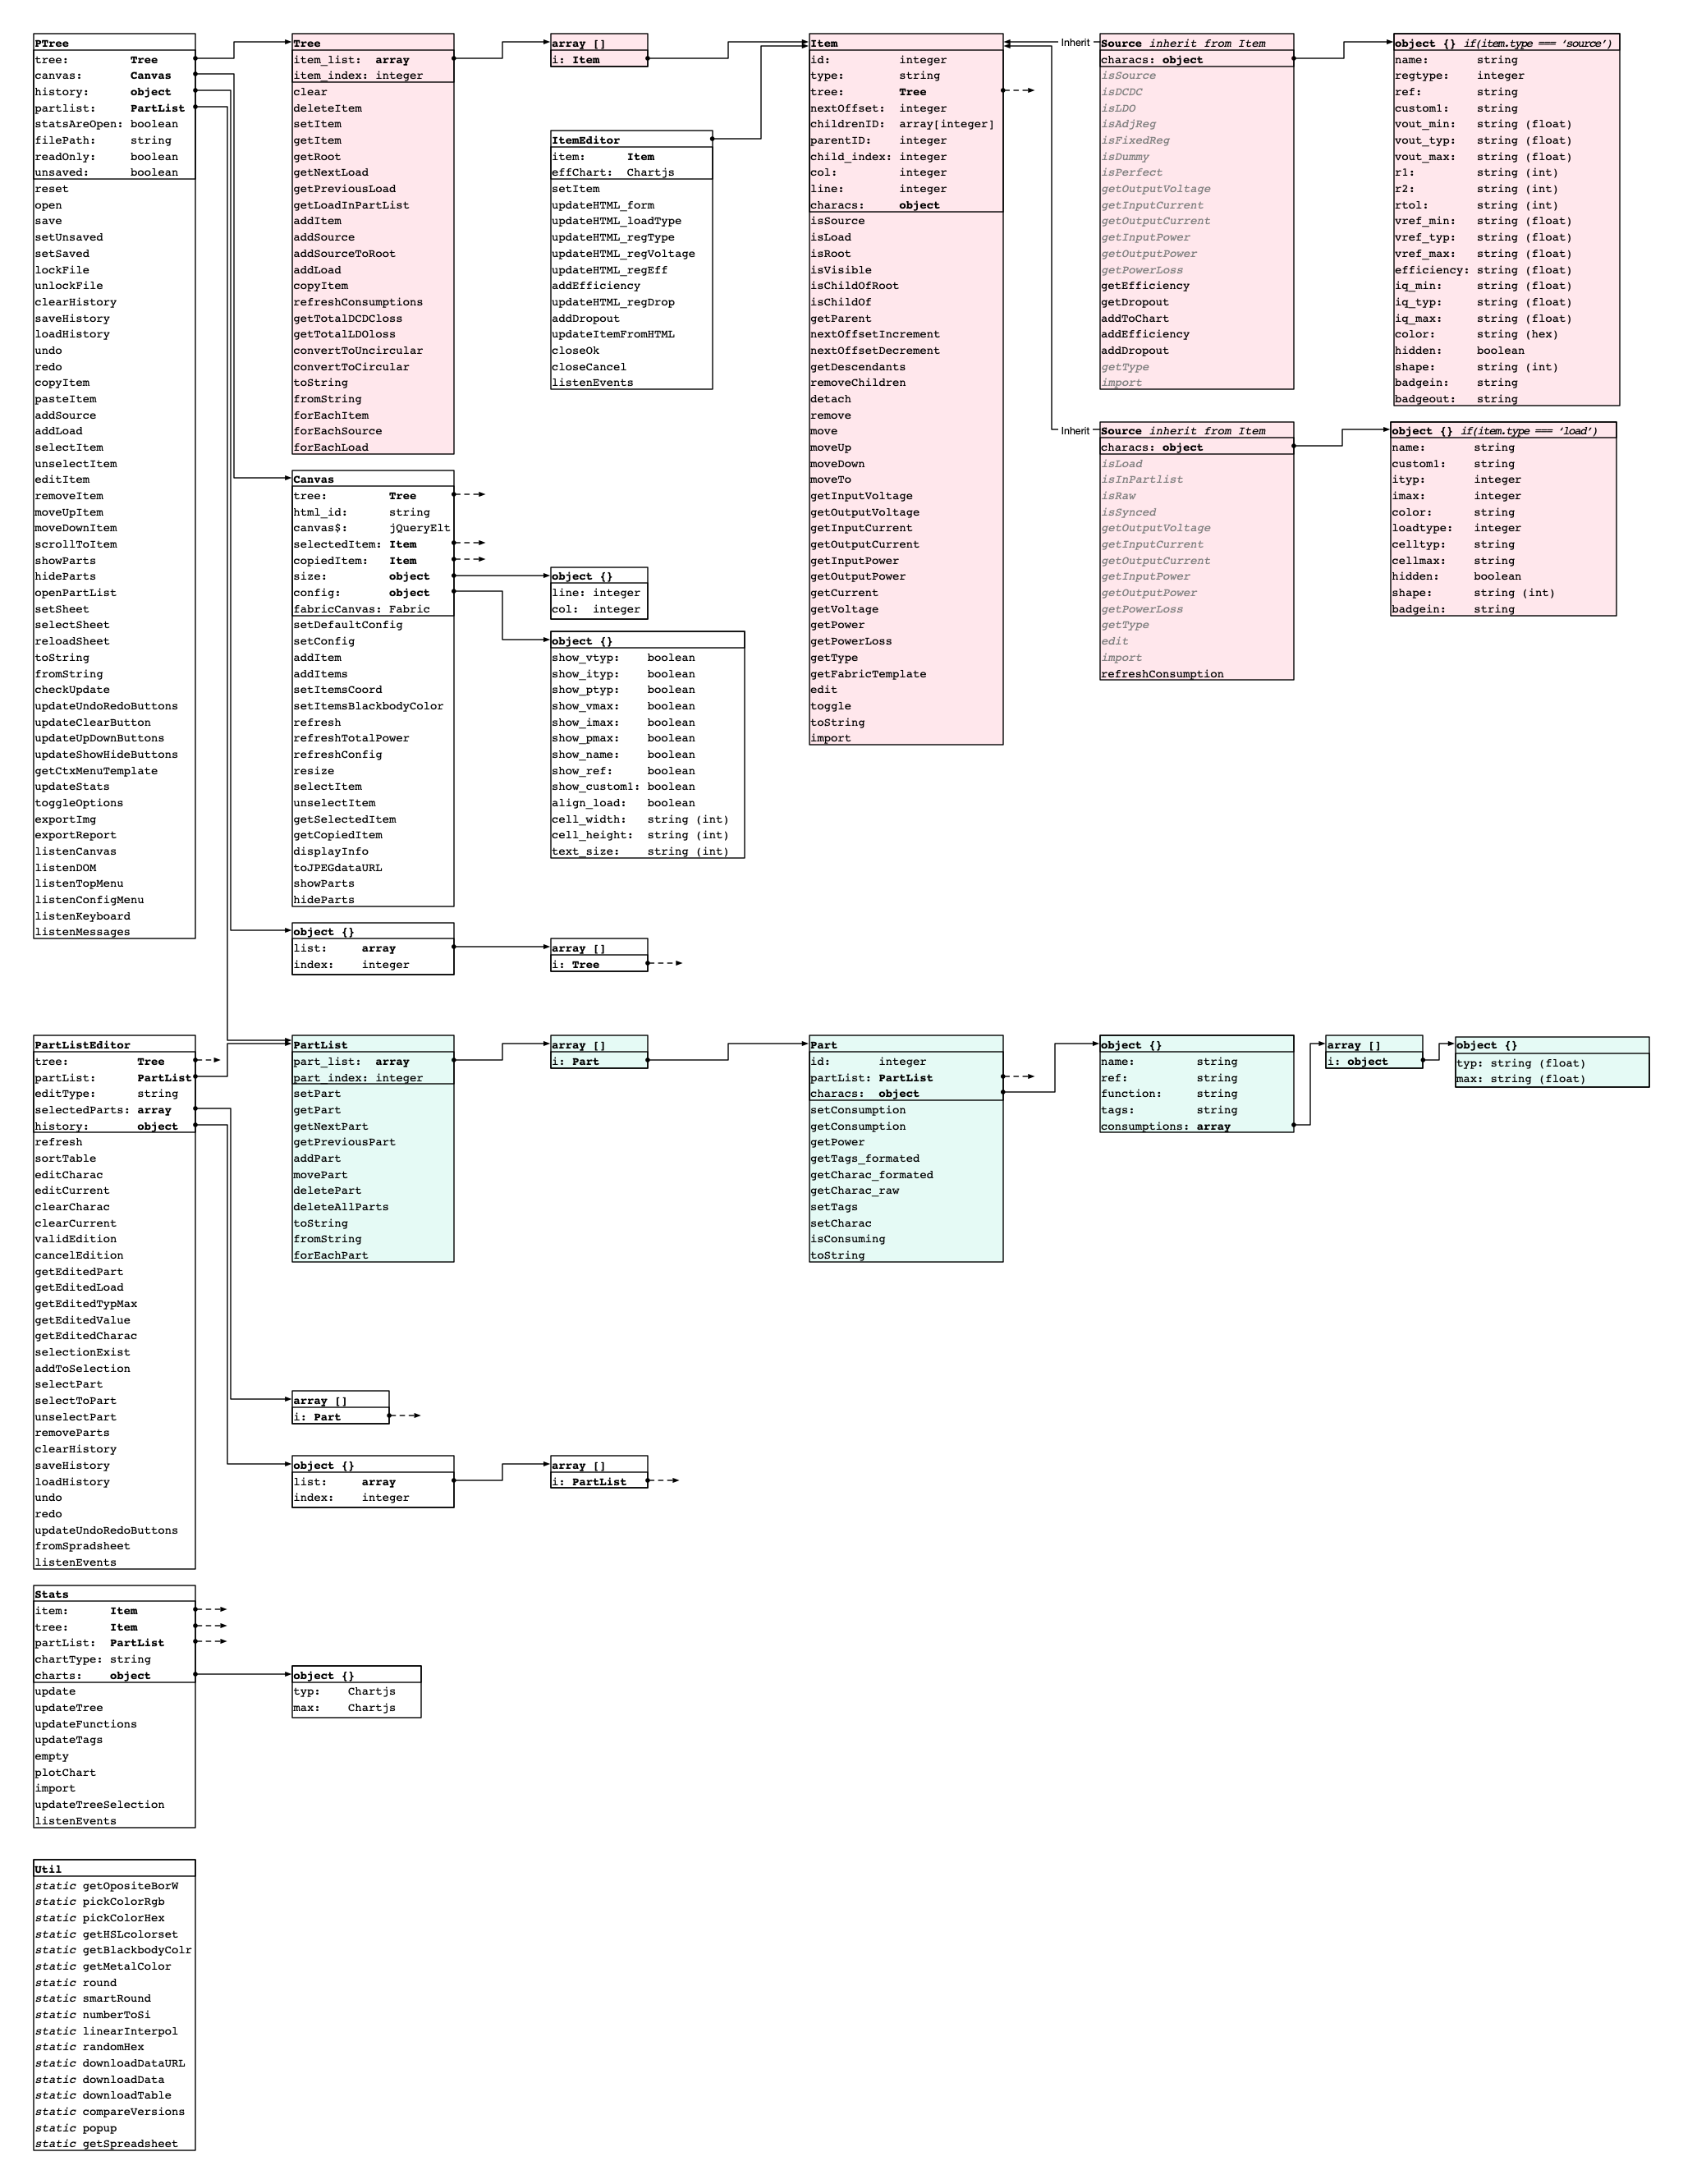 PTree
tree: Tree
canvas: Canvas
history: object
partlist: PartList
statsAreOpen: boolean
filePath: string
readOnly: boolean
unsaved: boolean
reset
open
save
setUnsaved
setSaved
lockFile
unlockFile
clearHistory
saveHistory
loadHistory
undo
redo
copyItem
pasteItem
addSource
addLoad
selectItem
unselectItem
editItem
removeItem
moveUpItem
moveDownItem
scrollToItem
showParts
hideParts
openPartList
setSheet
selectSheet
reloadSheet
toString
fromString
checkUpdate
updateUndoRedoButtons
updateClearButton
updateUpDownButtons
updateShowHideButtons
getCtxMenuTemplate
updateStats
toggleOptions
exportImg
exportReport
listenCanvas
listenDOM
listenTopMenu
listenConfigMenu
listenKeyboard
listenMessages
Tree
item_list: array
item_index: integer
clear
deleteItem
setItem
getItem
getRoot
getNextLoad
getPreviousLoad
getLoadInPartList
addItem
addSource
addSourceToRoot
addLoad
copyItem
refreshConsumptions
getTotalDCDCloss
getTotalLDOloss
convertToUncircular
convertToCircular
toString
fromString
forEachItem
forEachSource
forEachLoad
Canvas
tree: Tree
html_id: string
canvas$: jQueryElt
selectedItem: Item
copiedItem: Item
size: object
config: object
fabricCanvas: Fabric
setDefaultConfig
setConfig
addItem
addItems
setItemsCoord
setItemsBlackbodyColor
refresh
refreshTotalPower
refreshConfig
resize
selectItem
unselectItem
getSelectedItem
getCopiedItem
displayInfo
toJPEGdataURL
showParts
hideParts
object {}
list: array
index: integer
array []
i: Item
ItemEditor
item: Item
effChart: Chartjs
setItem
updateHTML_form
updateHTML_loadType
updateHTML_regType
updateHTML_regVoltage
updateHTML_regEff
addEfficiency
updateHTML_regDrop
addDropout
updateItemFromHTML
closeOk
closeCancel
listenEvents
object {}
line: integer
col: integer
object {}
show_vtyp: boolean
show_ityp: boolean
show_ptyp: boolean
show_vmax: boolean
show_imax: boolean
show_pmax: boolean
show_name: boolean
show_ref: boolean
show_custom1: boolean
align_load: boolean
cell_width: string (int)
cell_height: string (int)
text_size: string (int)
array []
i: Tree
Item
id: integer
type: string
tree: Tree
nextOffset: integer
childrenID: array[integer]
parentID: integer
child_index: integer
col: integer
line: integer
characs: object
isSource
isLoad
isRoot
isVisible
isChildOfRoot
isChildOf
getParent
nextOffsetIncrement
nextOffsetDecrement
getDescendants
removeChildren
detach
remove
move
moveUp
moveDown
moveTo
getInputVoltage
getOutputVoltage
getInputCurrent
getOutputCurrent
getInputPower
getOutputPower
getCurrent
getVoltage
getPower
getPowerLoss
getType
getFabricTemplate
edit
toggle
toString
import
Inherit
Source inherit from Item
characs: object
isSource
isDCDC
isLDO
isAdjReg
isFixedReg
isDummy
isPerfect
getOutputVoltage
getInputCurrent
getOutputCurrent
getInputPower
getOutputPower
getPowerLoss
getEfficiency
getDropout
addToChart
addEfficiency
addDropout
getType
import
Inherit
Source inherit from Item
characs: object
isLoad
isInPartlist
isRaw
isSynced
getOutputVoltage
getInputCurrent
getOutputCurrent
getInputPower
getOutputPower
getPowerLoss
getType
edit
import
refreshConsumption
object {} if(item.type === ‘source’)
name: string
regtype: integer
ref: string
custom1: string
vout_min: string (float)
vout_typ: string (float)
vout_max: string (float)
r1: string (int)
r2: string (int)
rtol: string (int)
vref_min: string (float)
vref_typ: string (float)
vref_max: string (float)
efficiency: string (float)
iq_min: string (float)
iq_typ: string (float)
iq_max: string (float)
color: string (hex)
hidden: boolean
shape: string (int)
badgein: string
badgeout: string
object {} if(item.type === ‘load’)
name: string
custom1: string
ityp: integer
imax: integer
color: string
loadtype: integer
celltyp: string
cellmax: string
hidden: boolean
shape: string (int)
badgein: string
PartListEditor
tree: Tree
partList: PartList
editType: string
selectedParts: array
history: object
refresh
sortTable
editCharac
editCurrent
clearCharac
clearCurrent
validEdition
cancelEdition
getEditedPart
getEditedLoad
getEditedTypMax
getEditedValue
getEditedCharac
selectionExist
addToSelection
selectPart
selectToPart
unselectPart
removeParts
clearHistory
saveHistory
loadHistory
undo
redo
updateUndoRedoButtons
fromSpradsheet
listenEvents
PartList
part_list: array
part_index: integer
setPart
getPart
getNextPart
getPreviousPart
addPart
movePart
deletePart
deleteAllParts
toString
fromString
forEachPart
array []
i: Part
Part
id: integer
partList: PartList
characs: object
setConsumption
getConsumption
getPower
getTags_formated
getCharac_formated
getCharac_raw
setTags
setCharac
isConsuming
toString
object {}
name: string
ref: string
function: string
tags: string
consumptions: array
array []
i: object
object {}
typ: string (float)
max: string (float)
array []
i: Part
object {}
list: array
index: integer
array []
i: PartList
Stats
item: Item
tree: Item
partList: PartList
chartType: string
charts: object
update
updateTree
updateFunctions
updateTags
empty
plotChart
import
updateTreeSelection
listenEvents
object {}
typ: Chartjs
max: Chartjs
Util
static getOpositeBorW
static pickColorRgb
static pickColorHex
static getHSLcolorset
static getBlackbodyColr
static getMetalColor
static round
static smartRound
static numberToSi
static linearInterpol
static randomHex
static downloadDataURL
static downloadData
static downloadTable
static compareVersions
static popup
static getSpreadsheet